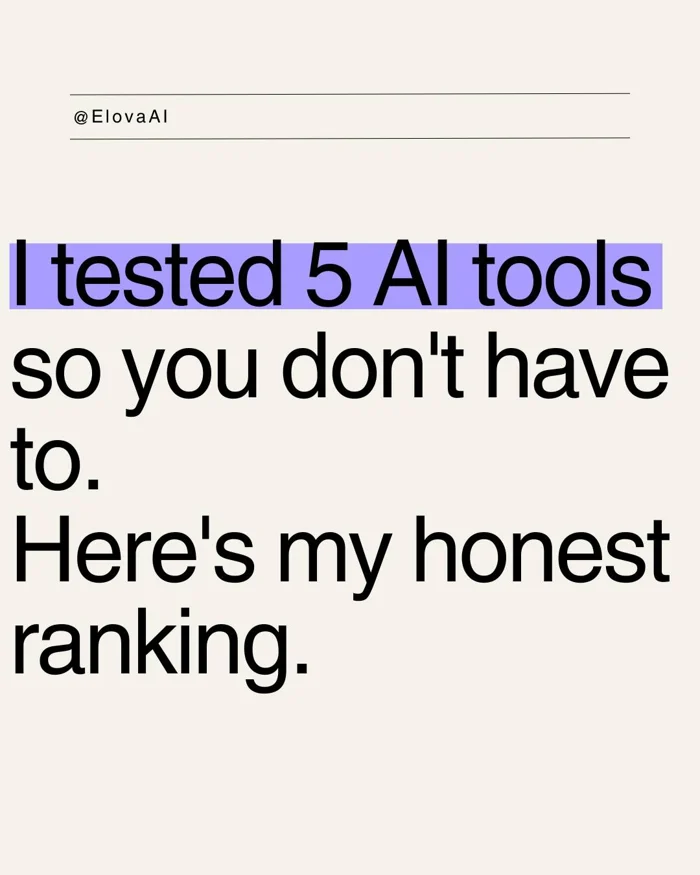 @ElovaAI
I tested 5 AI tools
so you don't have
to.
Here's my honest
ranking.